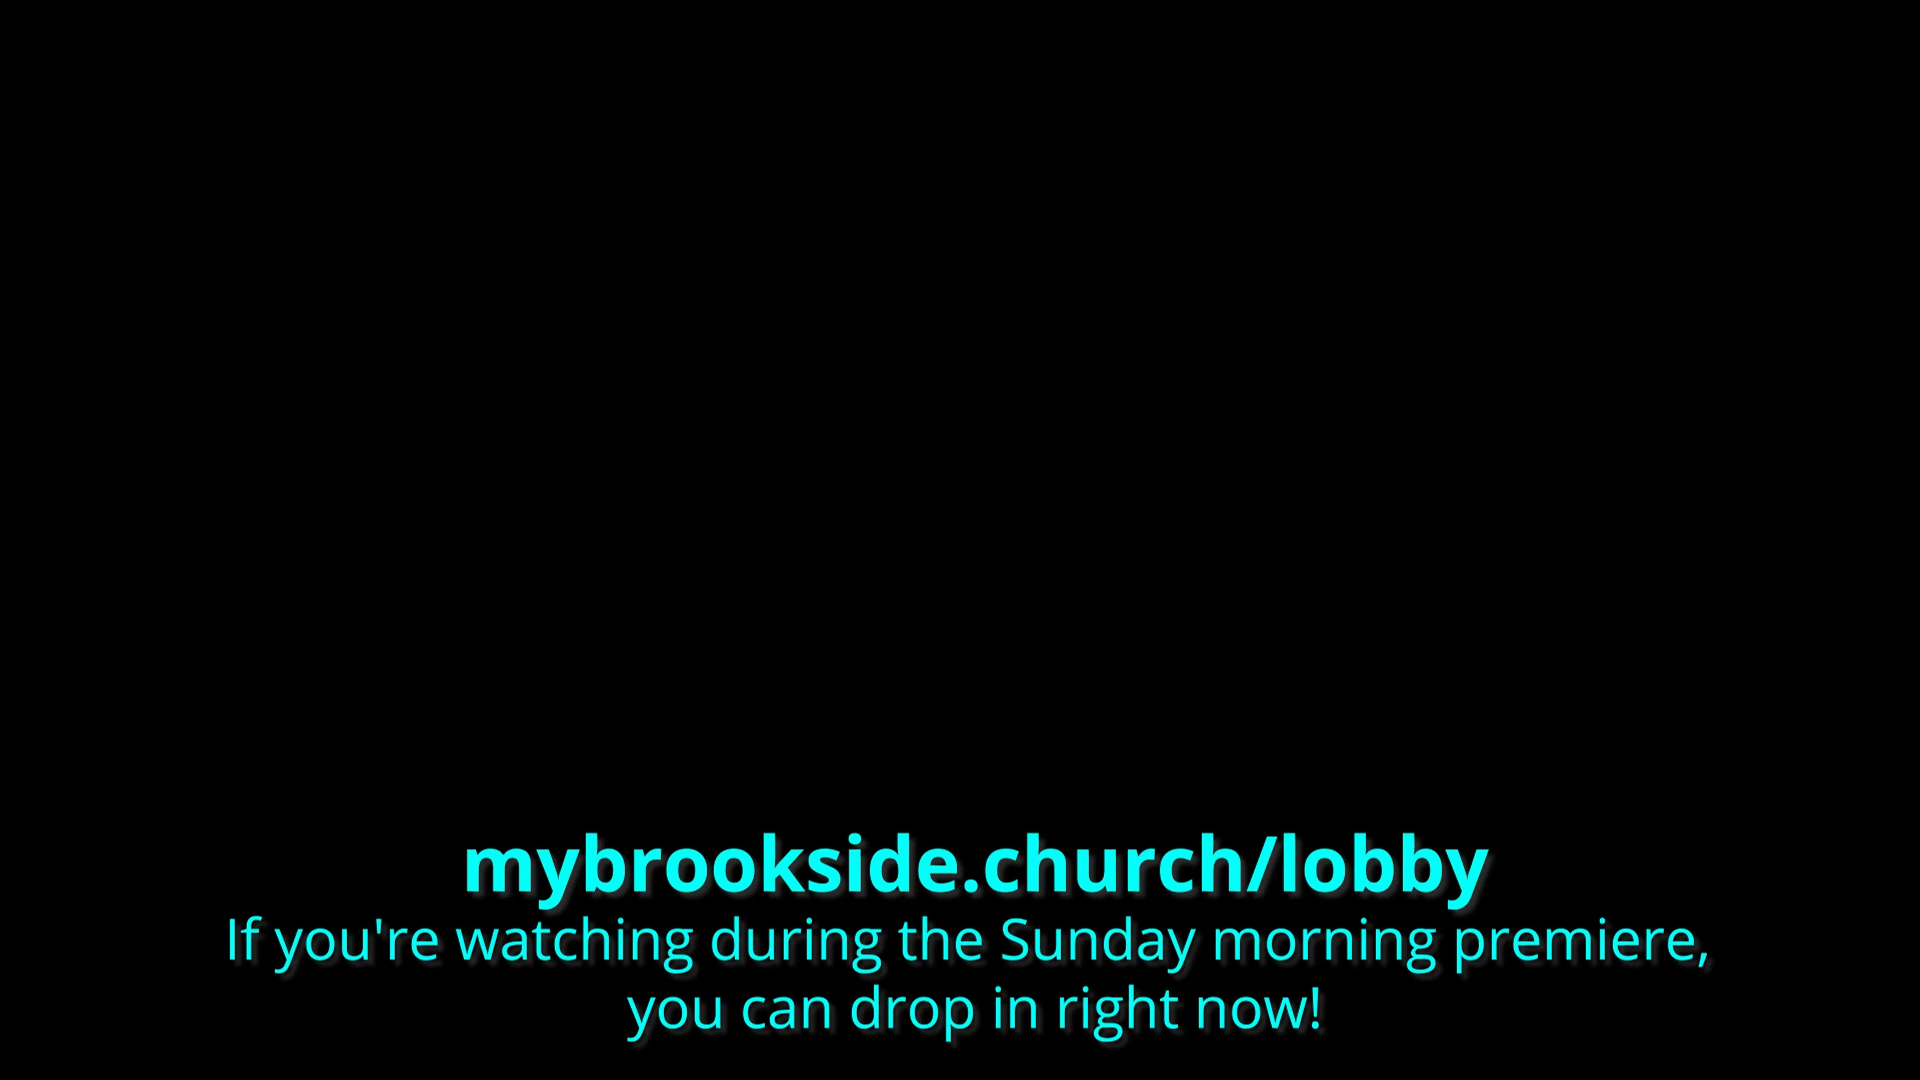 mybrookside.church/lobby
If you're watching during the Sunday morning premiere,
you can drop in right now!